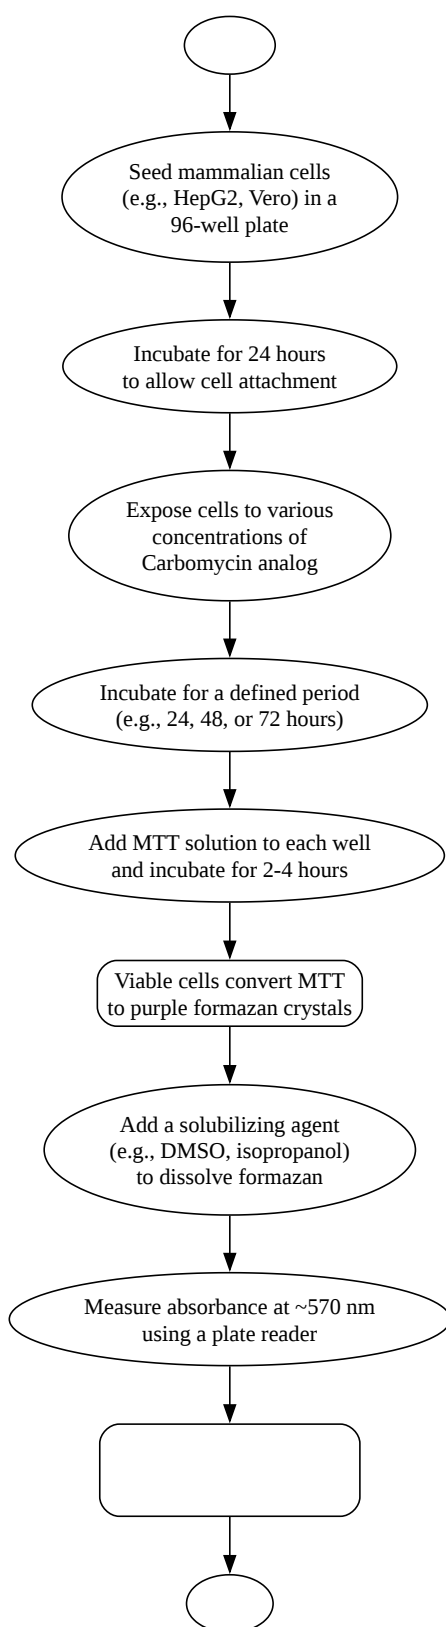 Seed mammalian cells
(e.g., HepG2, Vero) in a
96-well plate
Incubate for 24 hours
to allow cell attachment
Expose cells to various
concentrations of
Carbomycin analog
Incubate for a defined period
(e.g., 24, 48, or 72 hours)
Add MTT solution to each well
and incubate for 2-4 hours
Viable cells convert MTT
to purple formazan crystals
Add a solubilizing agent
(e.g., DMSO, isopropanol)
to dissolve formazan
Measure absorbance at ~570 nm
using a plate reader